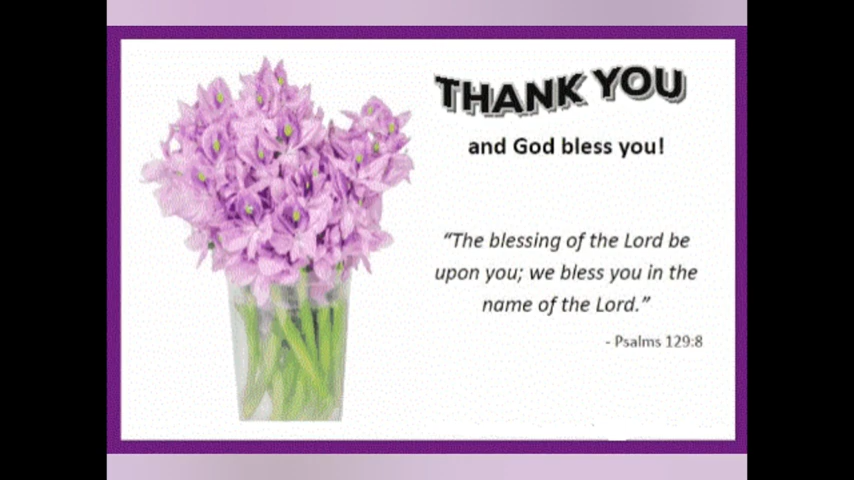 THANK YOU
and God bless you!
“The blessing of the Lord be
upon you; we bless you in the
name of the Lord.”
- Psalms 129:8